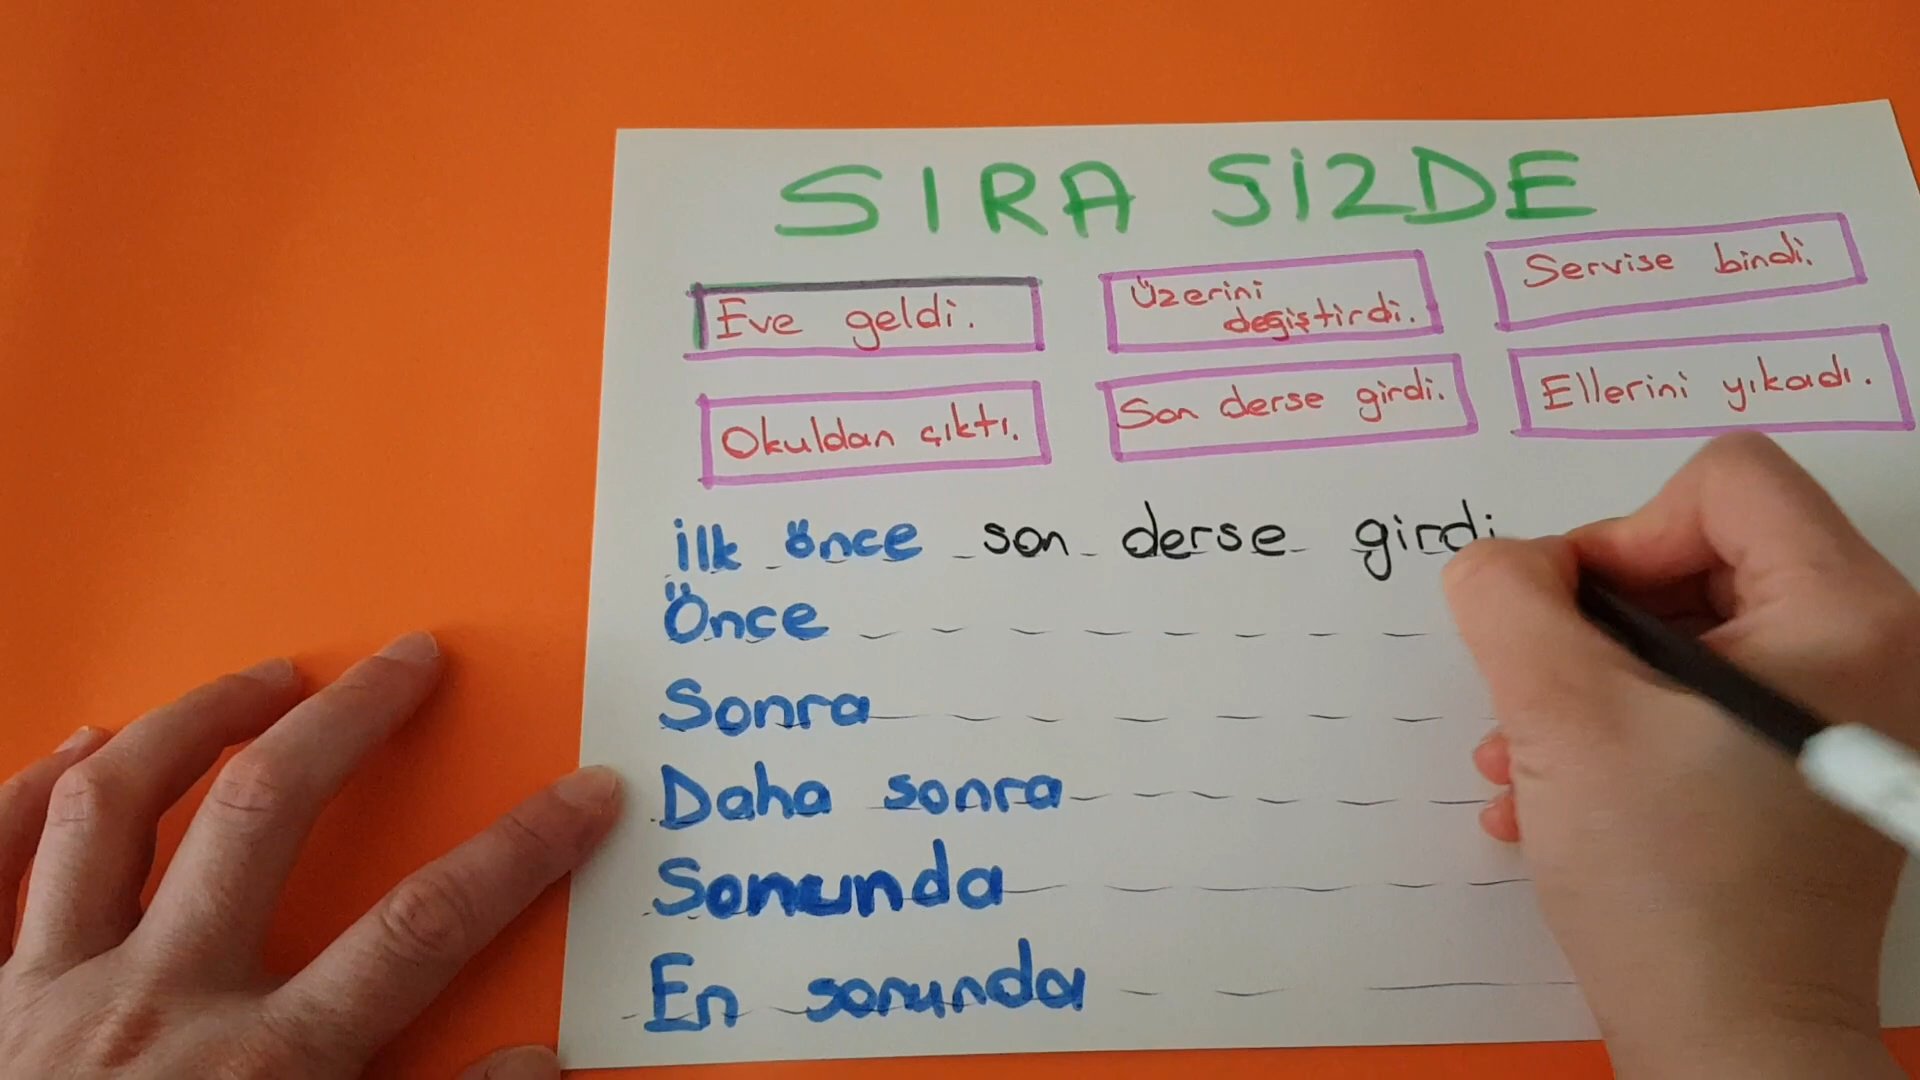 SIRA SİZDE
Eve geldi.
Üzerini
değiştirdi.
Servise bindi.
Okuldan çıktı.
Son derse girdi.
Ellerini yıkadı.
İlk önce son derse girdi
Önce
Sonra
Daha sonra
Sonunda
En sonunda